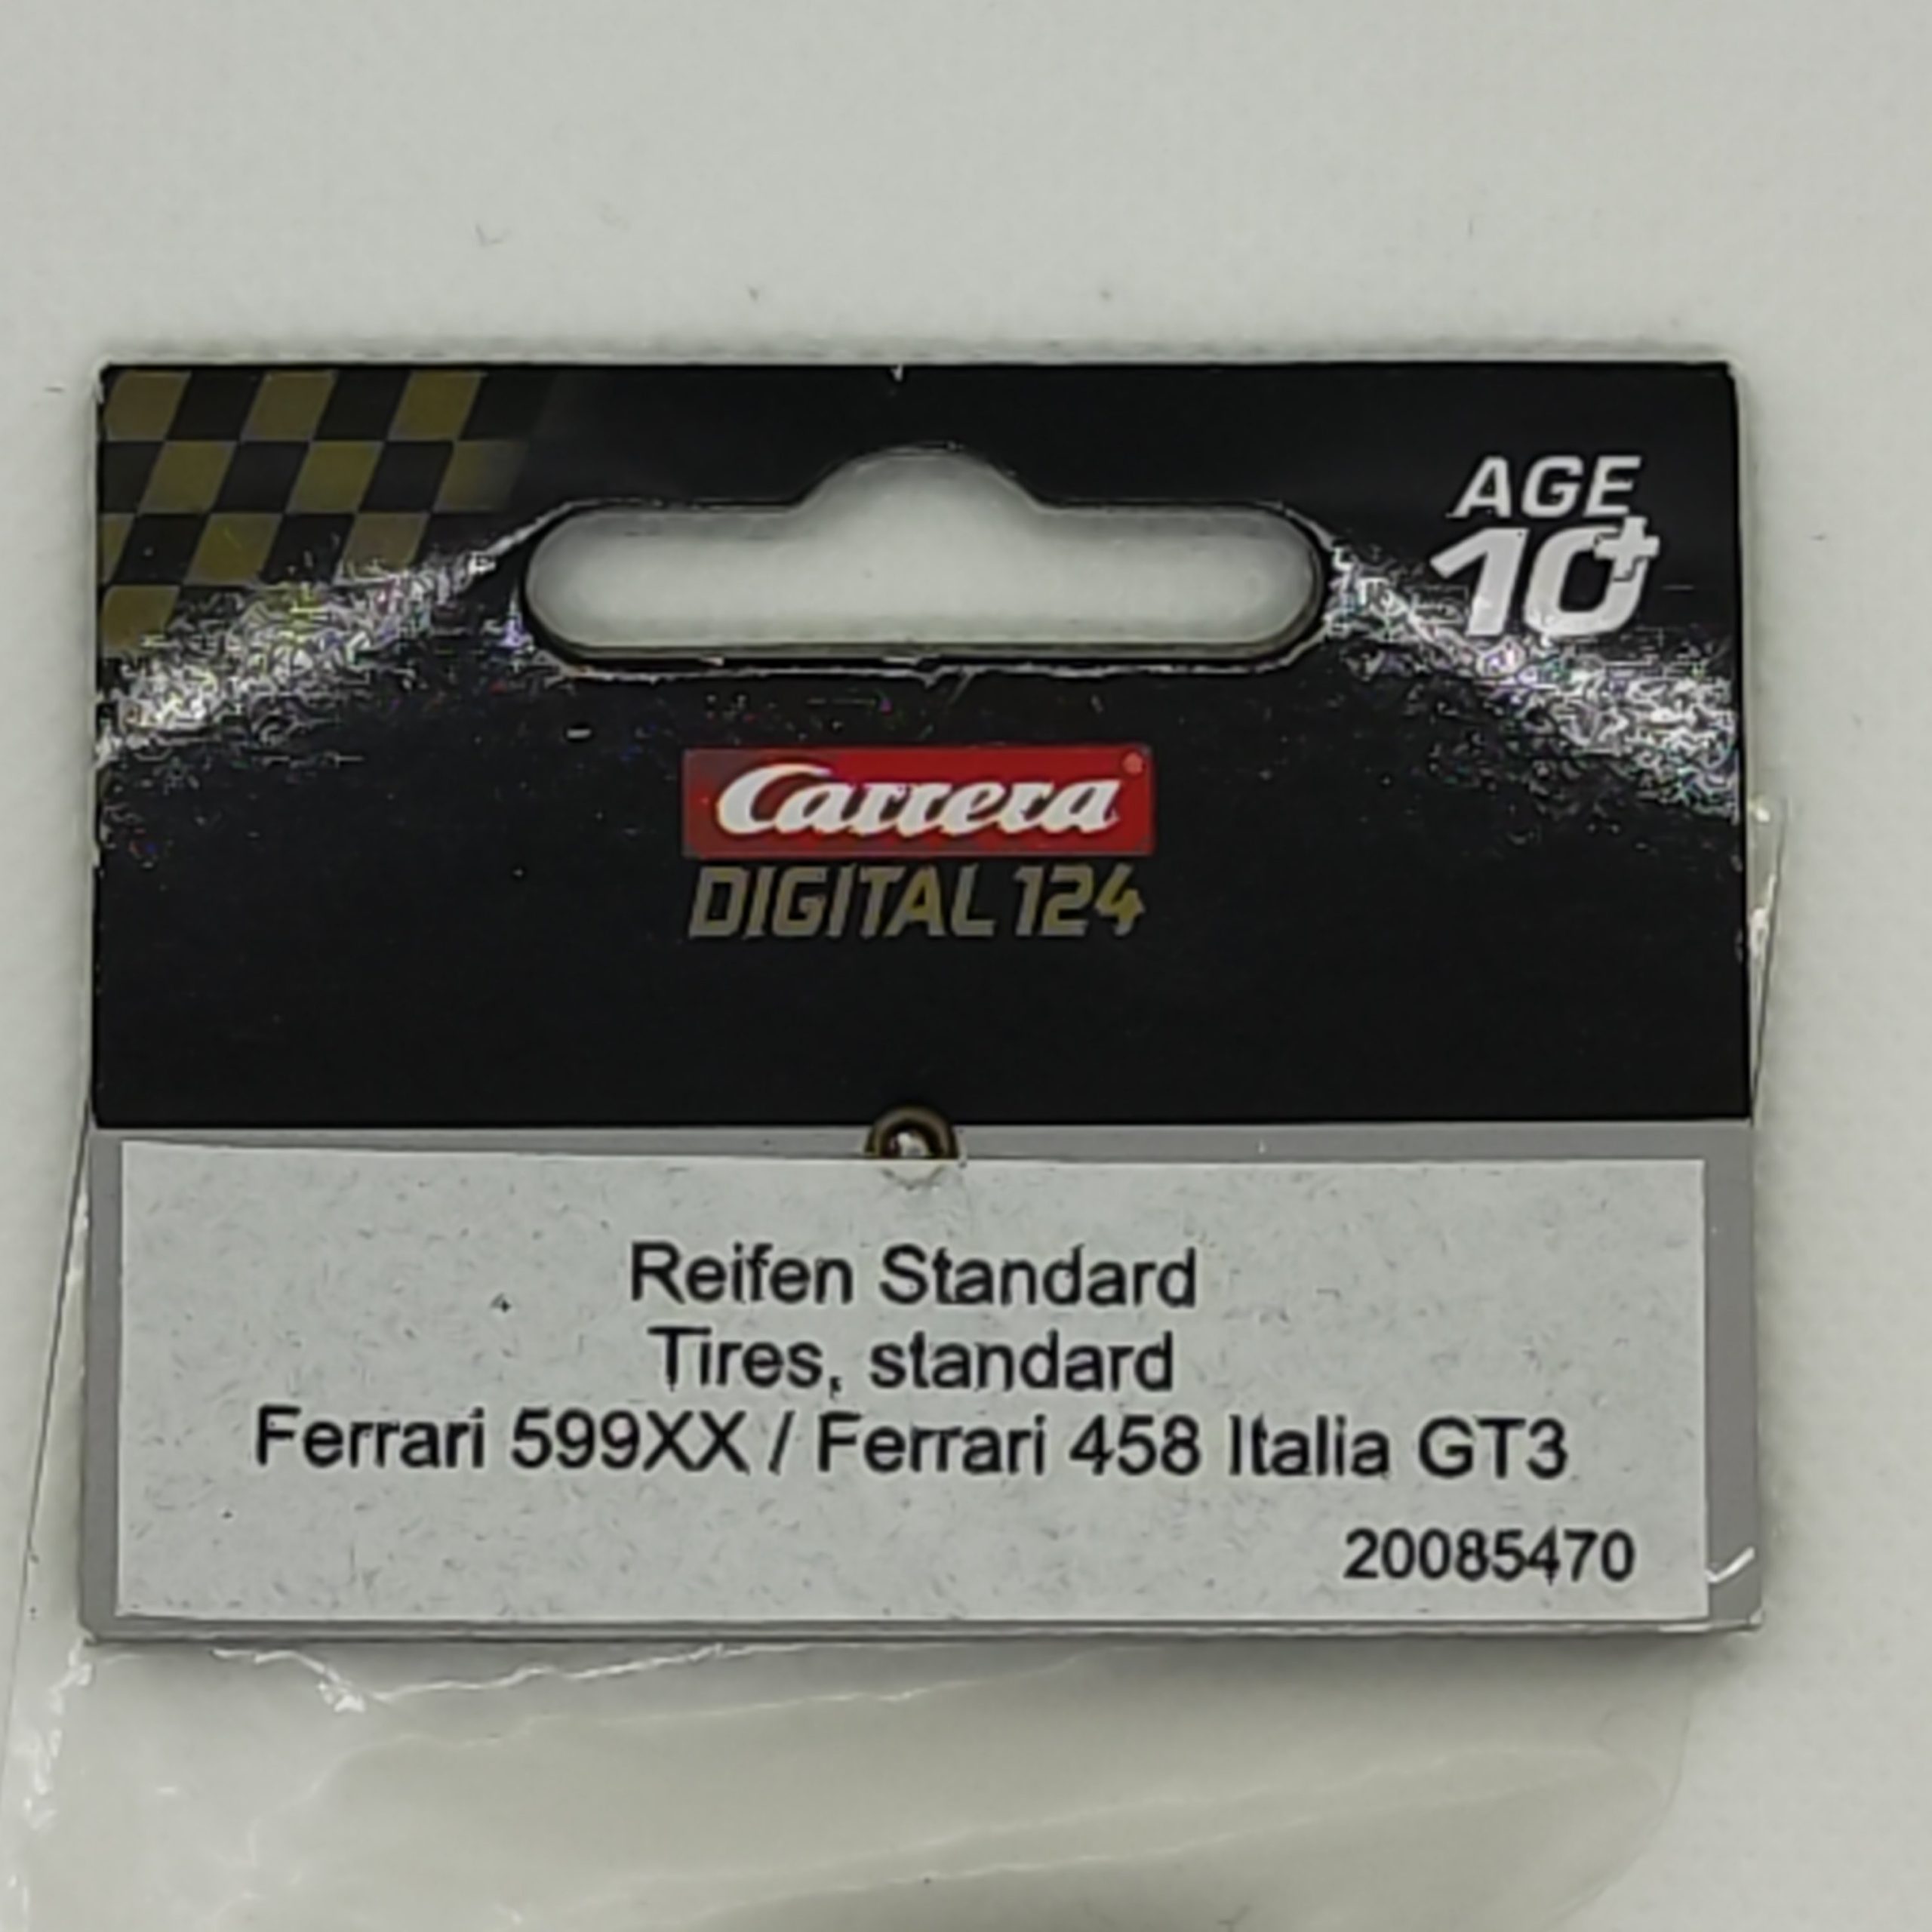 AGE
10+
Carrera®
DIGITAL 124
Reifen Standard
Tires, standard
Ferrari 599XX / Ferrari 458 Italia GT3
20085470